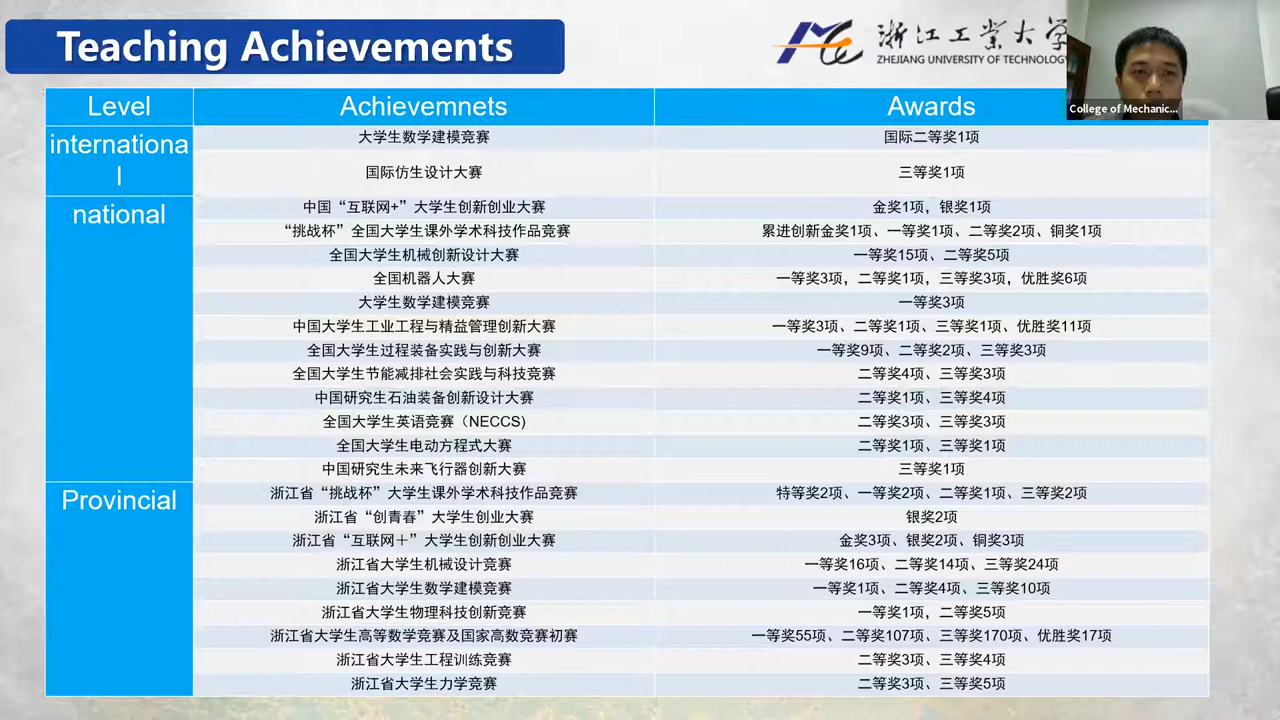 Teaching Achievements
浙江工业大学
ZHEJIANG UNIVERSITY OF TECHNOLOGY
College of Mechanic...
Level Achievemnets Awards
internationa
l
大学生数学建模竞赛 国际二等奖1项
国际仿生设计大赛 三等奖1项
national
中国“互联网+”大学生创新创业大赛 金奖1项，银奖1项
“挑战杯”全国大学生课外学术科技作品竞赛 累进创新金奖1项、一等奖1项、二等奖2项、铜奖1项
全国大学生机械创新设计大赛 一等奖15项、二等奖5项
全国机器人大赛 一等奖3项，二等奖1项，三等奖3项，优胜奖6项
大学生数学建模竞赛 一等奖3项
中国大学生工业工程与精益管理创新大赛 一等奖3项、二等奖1项、三等奖1项、优胜奖11项
全国大学生过程装备实践与创新大赛 一等奖9项、二等奖2项、三等奖3项
全国大学生节能减排社会实践与科技竞赛 二等奖4项、三等奖3项
中国研究生石油装备创新设计大赛 二等奖1项、三等奖4项
全国大学生英语竞赛（NECCS) 二等奖3项、三等奖3项
全国大学生电动方程式大赛 二等奖1项、三等奖1项
中国研究生未来飞行器创新大赛 三等奖1项
Provincial
浙江省“挑战杯”大学生课外学术科技作品竞赛 特等奖2项、一等奖2项、二等奖1项、三等奖2项
浙江省“创青春”大学生创业大赛 银奖2项
浙江省“互联网＋”大学生创新创业大赛 金奖3项、银奖2项、铜奖3项
浙江省大学生机械设计竞赛 一等奖16项、二等奖14项、三等奖24项
浙江省大学生数学建模竞赛 一等奖1项、二等奖4项、三等奖10项
浙江省大学生物理科技创新竞赛 一等奖1项，二等奖5项
浙江省大学生高等数学竞赛及国家高数竞赛初赛 一等奖55项、二等奖107项、三等奖170项、优胜奖17项
浙江省大学生工程训练竞赛 二等奖3项、三等奖4项
浙江省大学生力学竞赛 二等奖3项、三等奖5项